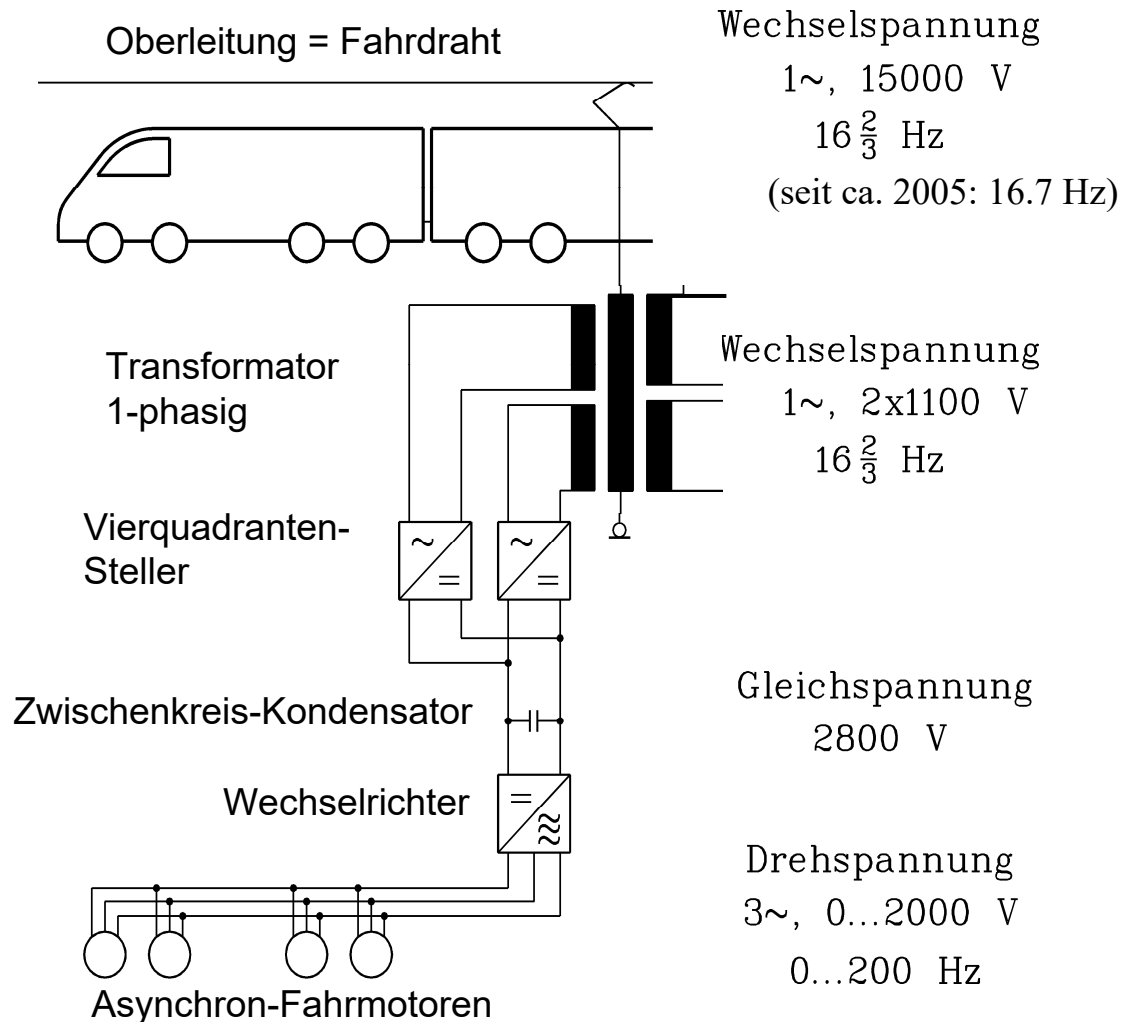 Oberleitung = Fahrdraht
Wechselspannung
1~, 15000 V
16 2/3 Hz
(seit ca. 2005: 16.7 Hz)
Transformator
1-phasig
Wechselspannung
1~, 2x1100 V
16 2/3 Hz
Vierquadranten-
Steller
~
=
~
=
Zwischenkreis-Kondensator
Gleichspannung
2800 V
Wechselrichter
=
≋
Drehspannung
3~, 0...2000 V
0...200 Hz
Asynchron-Fahrmotoren